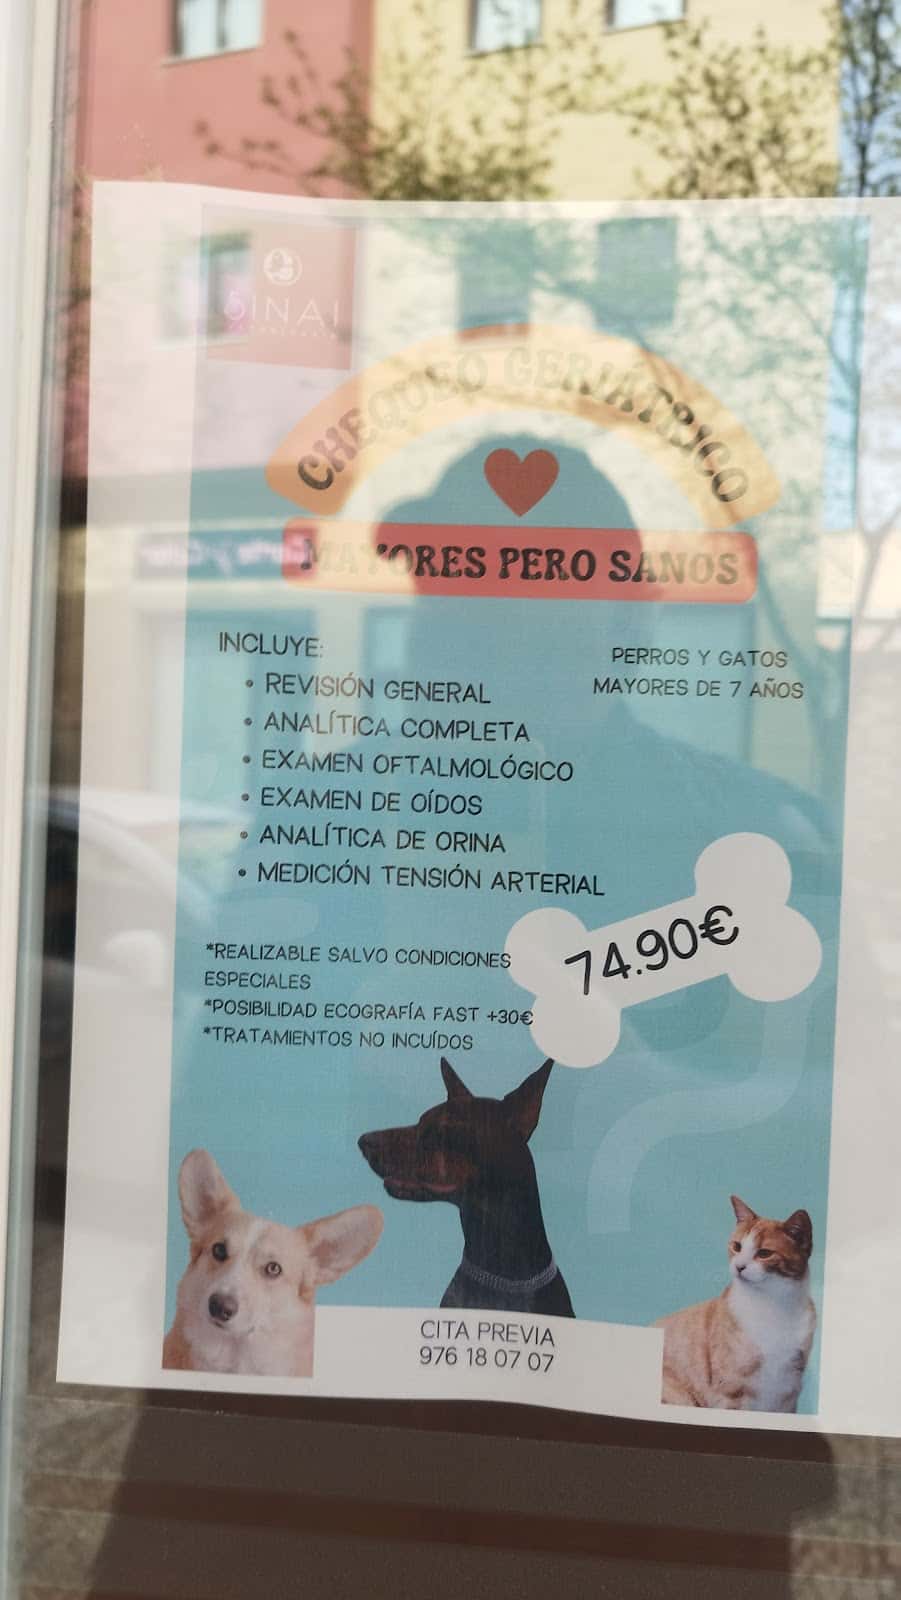 SINAI
CHEQUEO GERIÁTRICO
MAYORES PERO SANOS
INCLUYE:
• REVISIÓN GENERAL
• ANALÍTICA COMPLETA
• EXAMEN OFTALMOLÓGICO
• EXAMEN DE OÍDOS
• ANALÍTICA DE ORINA
• MEDICIÓN TENSIÓN ARTERIAL
PERROS Y GATOS
MAYORES DE 7 AÑOS
74.90€
*REALIZABLE SALVO CONDICIONES
ESPECIALES
*POSIBILIDAD ECOGRAFÍA FAST +30€
*TRATAMIENTOS NO INCUÍDOS
CITA PREVIA
976 18 07 07